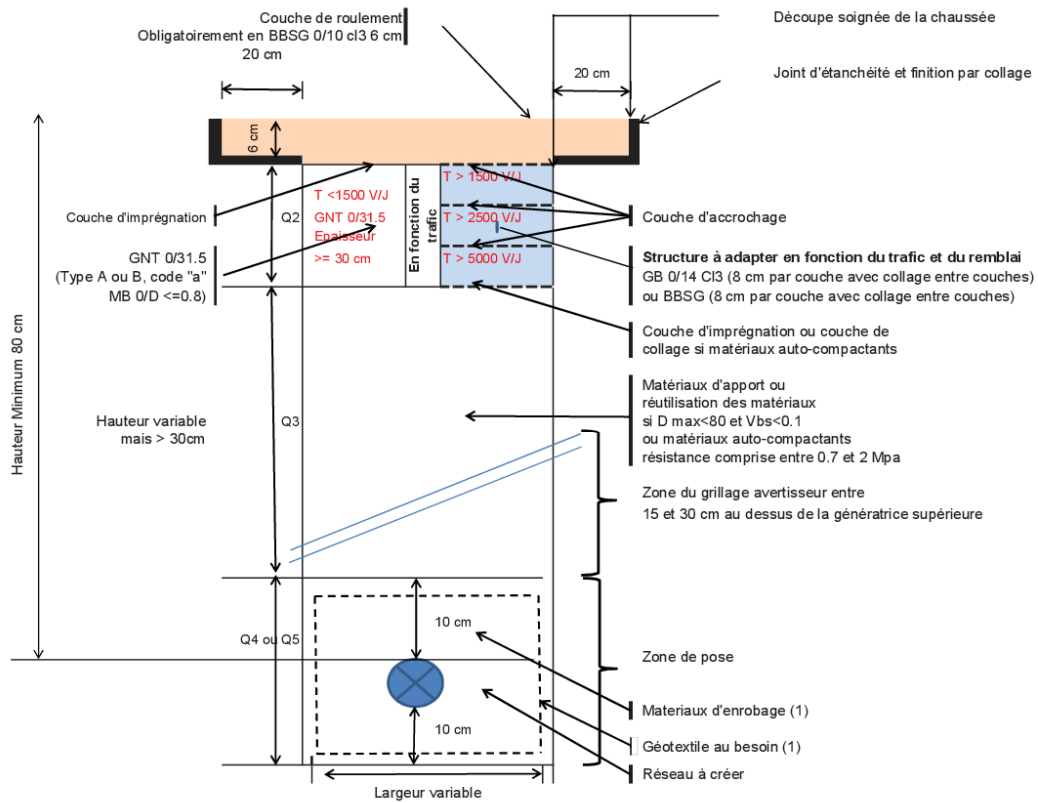 Couche de roulement
Obligatoirement en BBSG 0/10 cl3 6 cm
20 cm
Découpe soignée de la chaussée
20 cm
Joint d'étanchéité et finition par collage
6 cm
Hauteur Minimum 80 cm
Couche d'imprégnation
GNT 0/31.5
(Type A ou B, code "a"
MB 0/D <=0.8)
Q2
T <1500 V/J
GNT 0/31.5
Epaisseur
>= 30 cm
En fonction du
trafic
T > 1500 V/J
T > 2500 V/J
T > 5000 V/J
Couche d'accrochage
Structure à adapter en fonction du trafic et du remblai
GB 0/14 Cl3 (8 cm par couche avec collage entre couches)
ou BBSG (8 cm par couche avec collage entre couches)
Couche d'imprégnation ou couche de
collage si matériaux auto-compactants
Hauteur variable
mais > 30cm
Q3
Matériaux d'apport ou
réutilisation des matériaux
si D max<80 et Vbs<0.1
ou matériaux auto-compactants
résistance comprise entre 0.7 et 2 Mpa
Zone du grillage avertisseur entre
15 et 30 cm au dessus de la génératrice supérieure
Q4 ou Q5
10 cm
10 cm
Zone de pose
Materiaux d'enrobage (1)
Géotextile au besoin (1)
Réseau à créer
Largeur variable